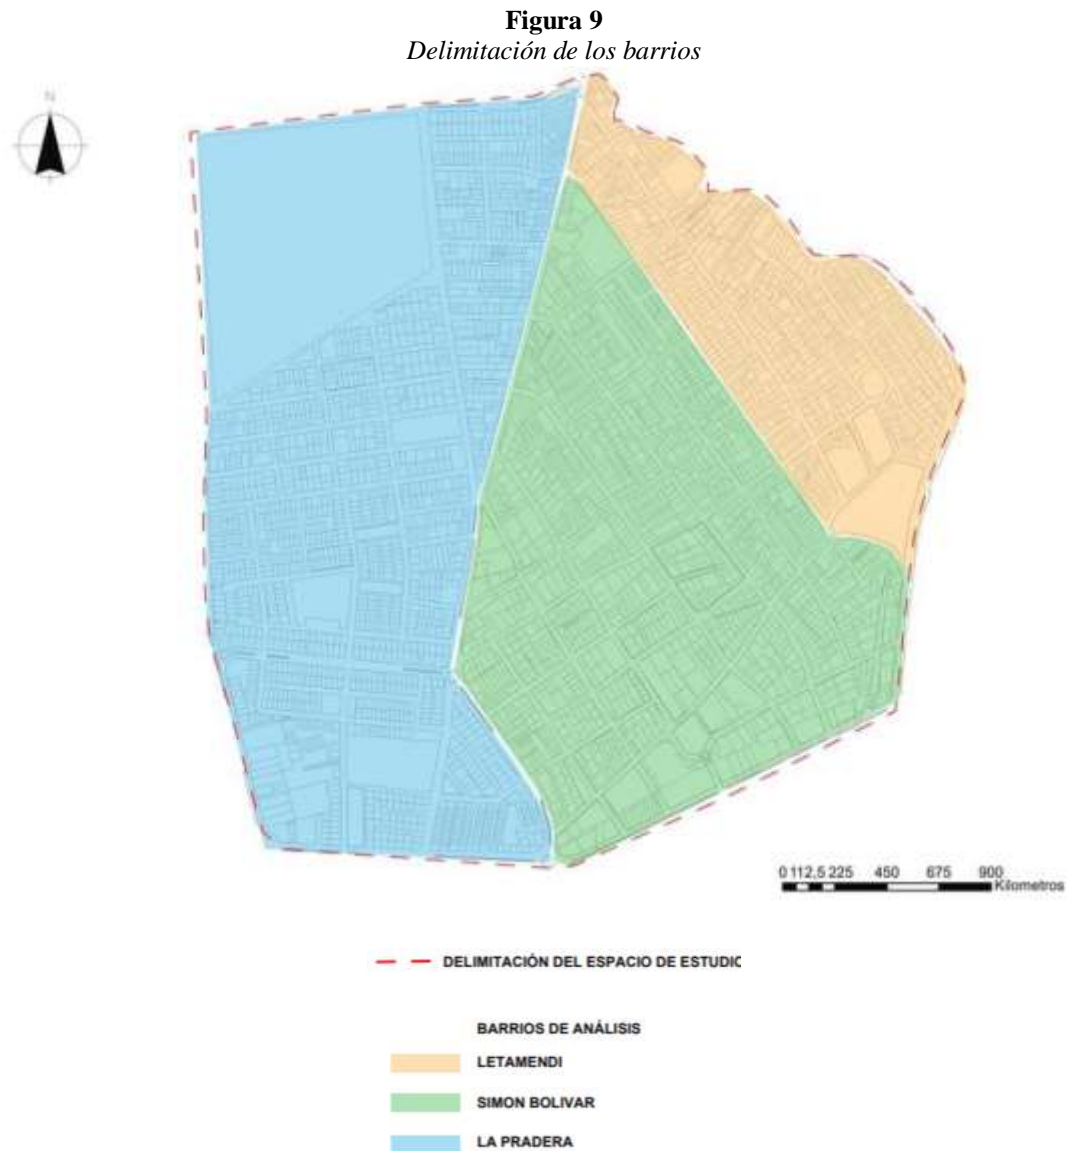 Figura 9
Delimitación de los barrios
N
0 112,5 225 450 675 900
Kilometros
DELIMITACIÓN DEL ESPACIO DE ESTUDIO
BARRIOS DE ANÁLISIS
LETAMENDI
SIMON BOLIVAR
LA PRADERA